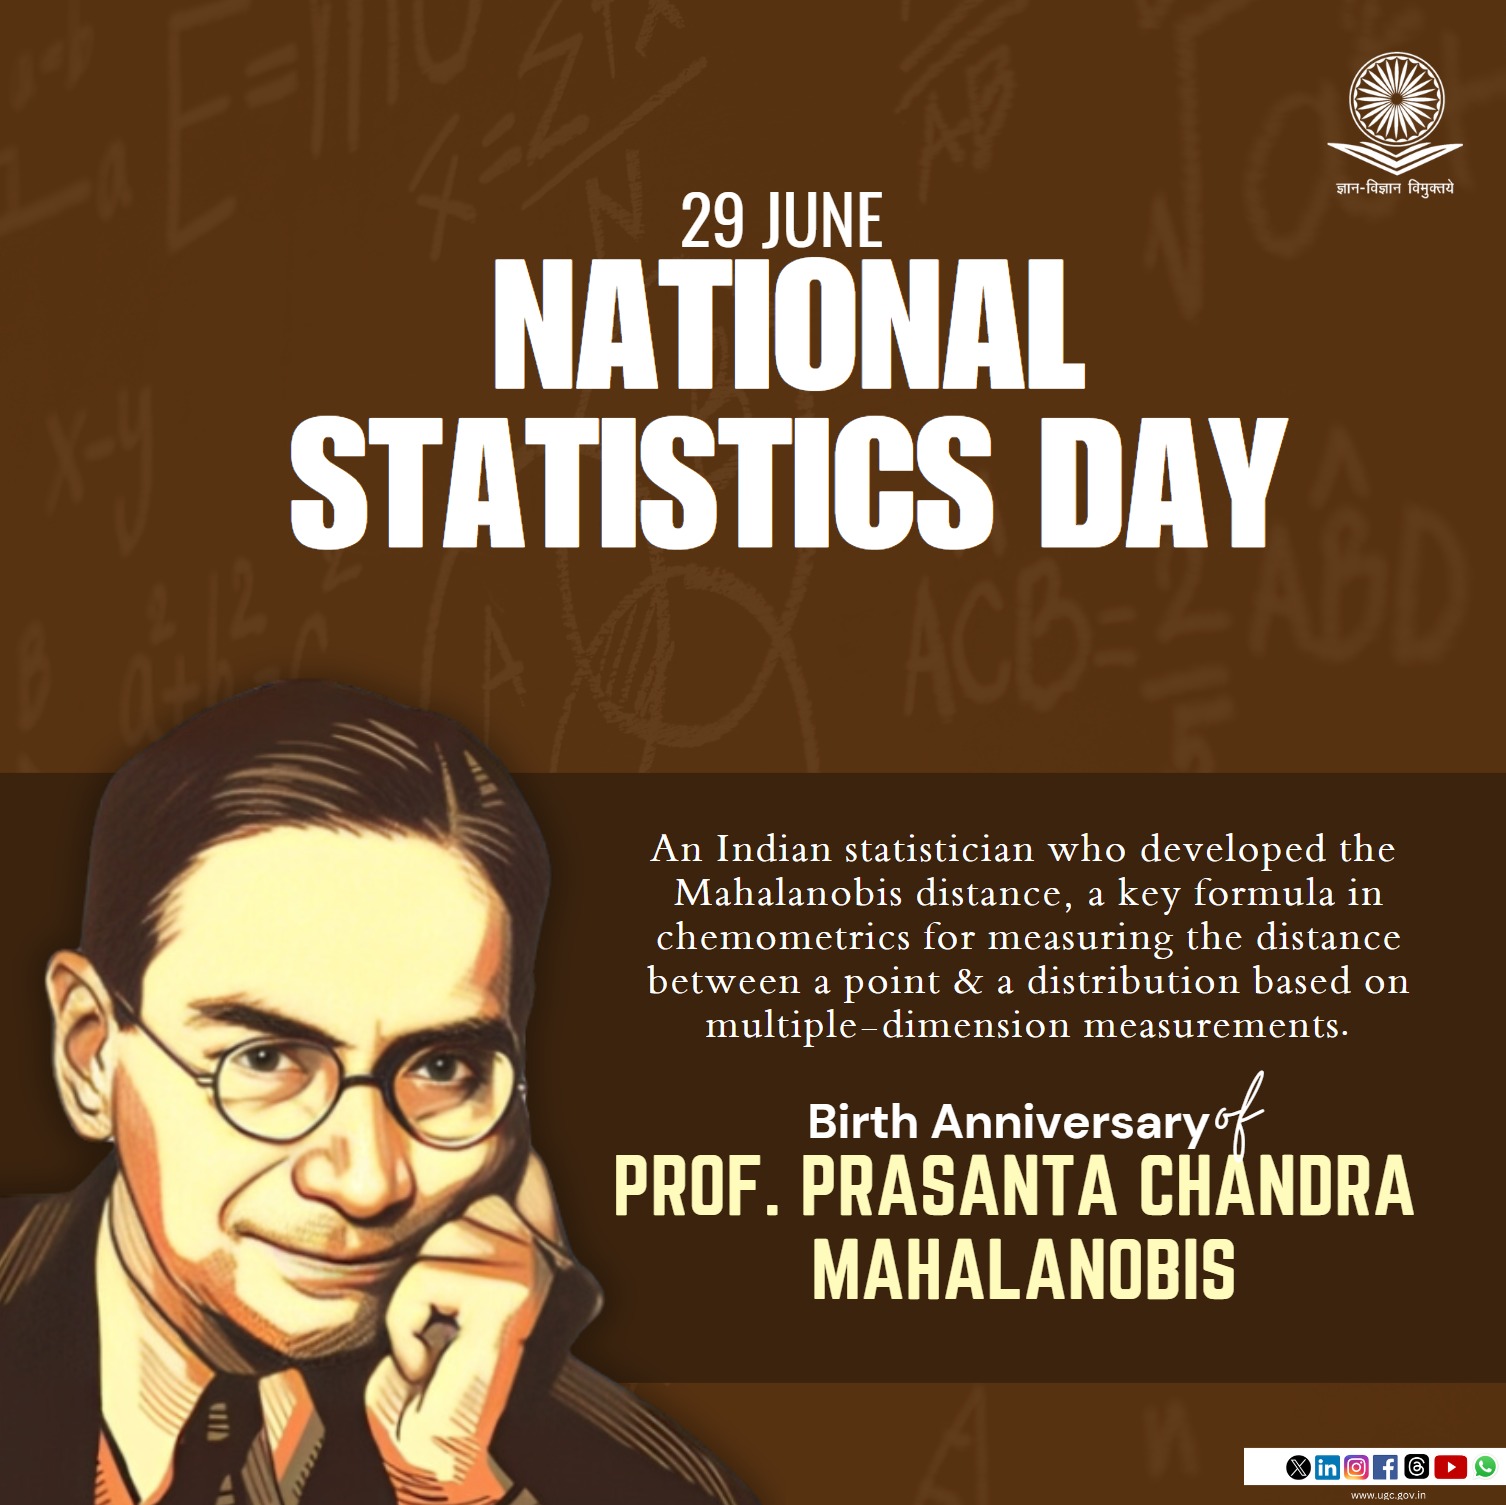 ज्ञान-विज्ञान विमुक्तये
29 JUNE
NATIONAL
STATISTICS DAY
An Indian statistician who developed the
Mahalanobis distance, a key formula in
chemometrics for measuring the distance
between a point & a distribution based on
multiple-dimension measurements.
Birth Anniversary of
PROF. PRASANTA CHANDRA
MAHALANOBIS
www.ugc.gov.in